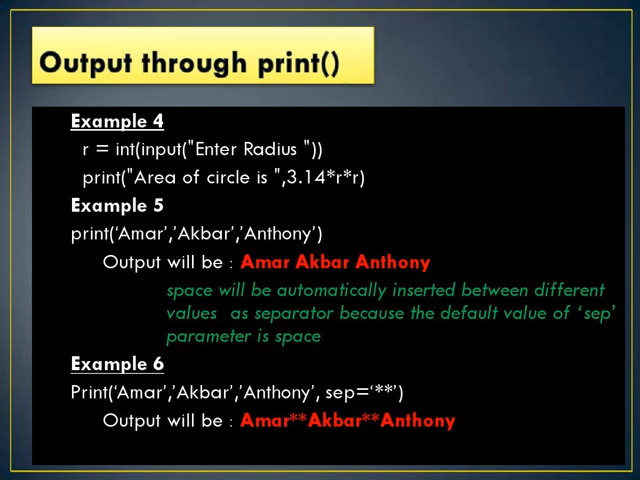 Output through print()
Example 4
r = int(input("Enter Radius "))
print("Area of circle is ",3.14*r*r)
Example 5
print(‘Amar’,’Akbar’,’Anthony’)
Output will be : Amar Akbar Anthony
space will be automatically inserted between different
values as separator because the default value of ‘sep’
parameter is space
Example 6
Print(‘Amar’,’Akbar’,’Anthony’, sep=‘**’)
Output will be : Amar**Akbar**Anthony